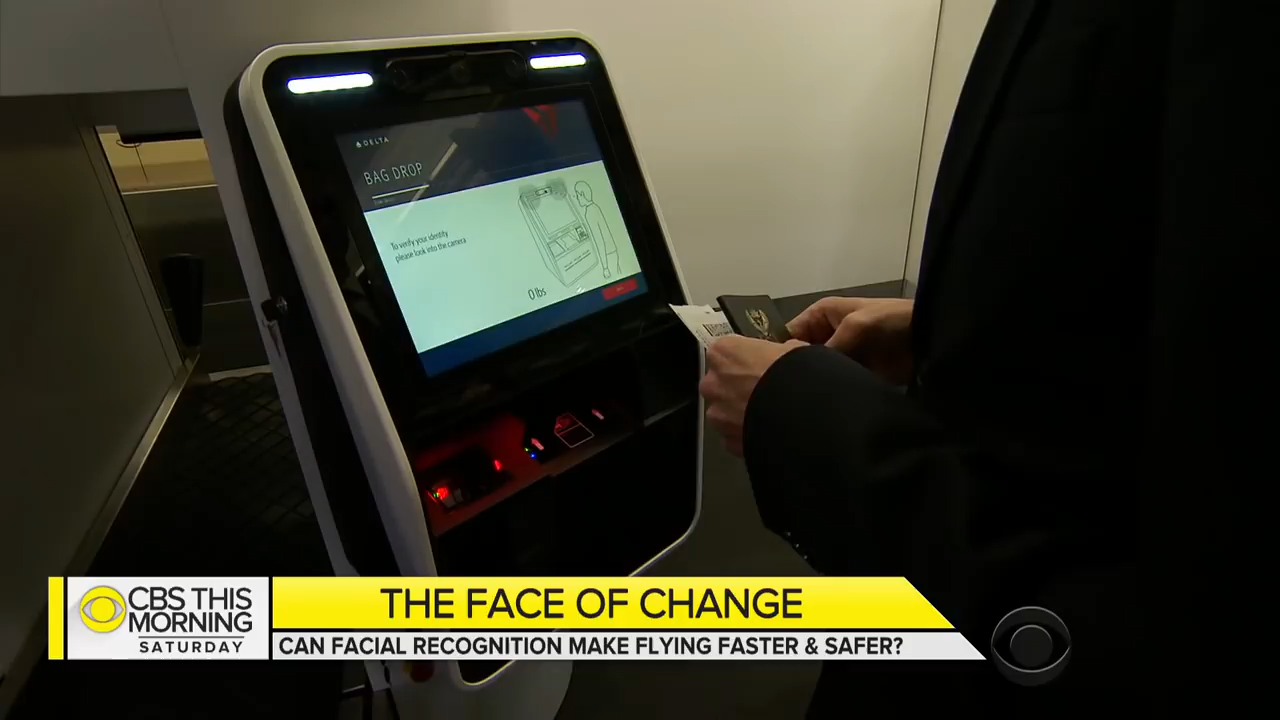 DELTA
BAG DROP
To verify your identity
please look into the camera
0 lbs
CBS THIS
MORNING
SATURDAY
THE FACE OF CHANGE
CAN FACIAL RECOGNITION MAKE FLYING FASTER & SAFER?